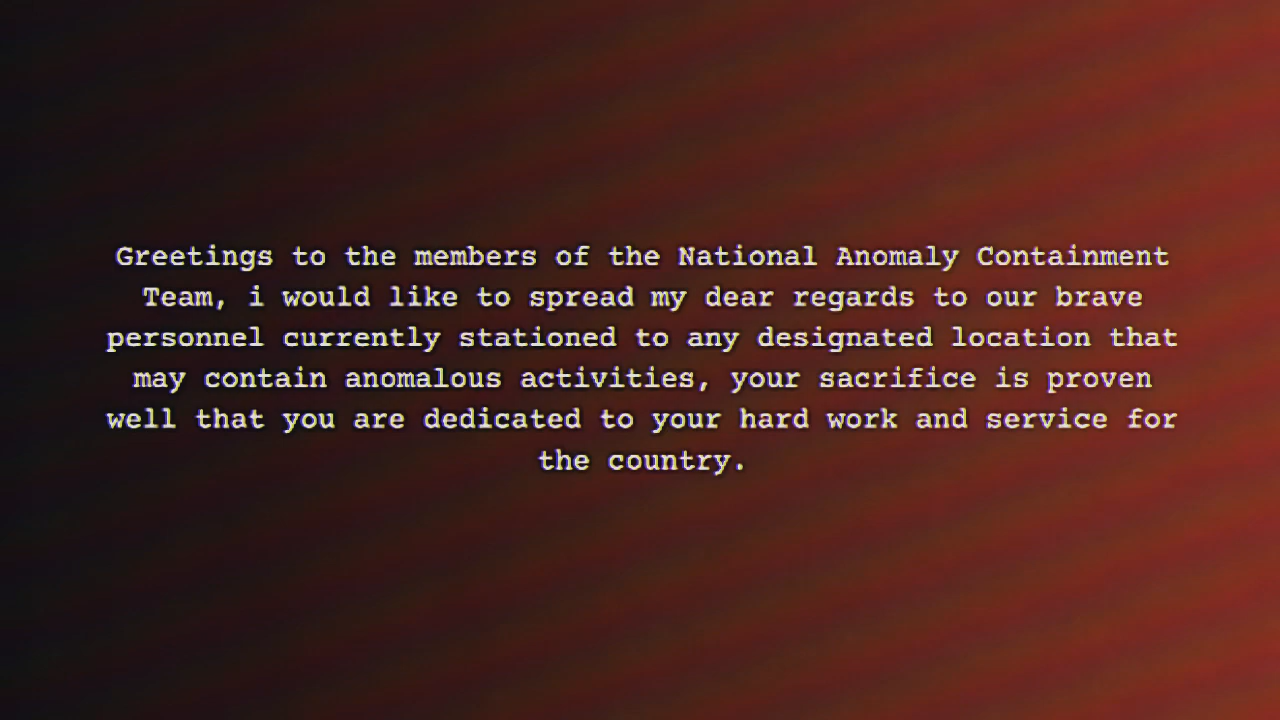 Greetings to the members of the National Anomaly Containment
Team, i would like to spread my dear regards to our brave
personnel currently stationed to any designated location that
may contain anomalous activities, your sacrifice is proven
well that you are dedicated to your hard work and service for
the country.